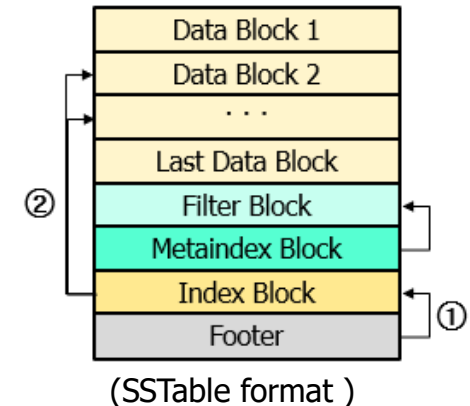 Data Block 1
Data Block 2
· · ·
Last Data Block
②
Filter Block
Metaindex Block
Index Block
①
Footer
(SSTable format )